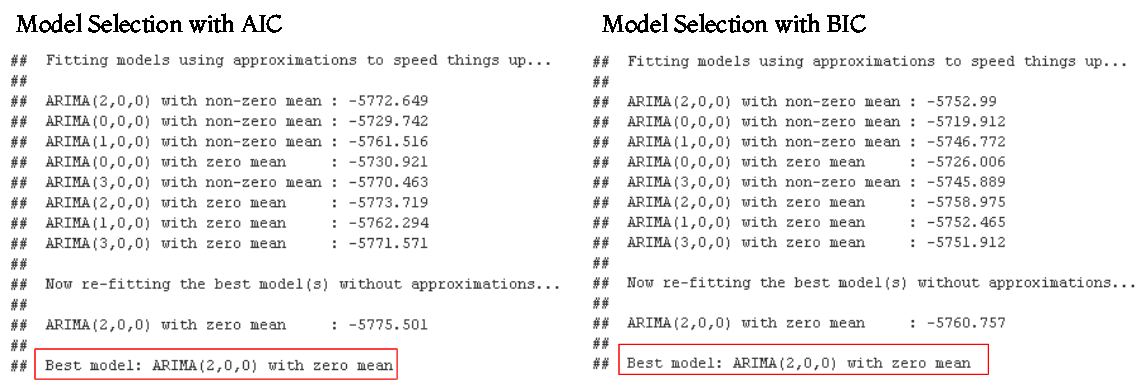 Model Selection with AIC
##  Fitting models using approximations to speed things up...
##
##  ARIMA(2,0,0) with non-zero mean : -5772.649
##  ARIMA(0,0,0) with non-zero mean : -5729.742
##  ARIMA(1,0,0) with non-zero mean : -5761.516
##  ARIMA(0,0,0) with zero mean     : -5730.921
##  ARIMA(3,0,0) with non-zero mean : -5770.463
##  ARIMA(2,0,0) with zero mean     : -5773.719
##  ARIMA(1,0,0) with zero mean     : -5762.294
##  ARIMA(3,0,0) with zero mean     : -5771.571
##
##  Now re-fitting the best model(s) without approximations...
##
##  ARIMA(2,0,0) with zero mean     : -5775.501
##
##  Best model: ARIMA(2,0,0) with zero mean
Model Selection with BIC
##  Fitting models using approximations to speed things up...
##
##  ARIMA(2,0,0) with non-zero mean : -5752.99
##  ARIMA(0,0,0) with non-zero mean : -5719.912
##  ARIMA(1,0,0) with non-zero mean : -5746.772
##  ARIMA(0,0,0) with zero mean     : -5726.006
##  ARIMA(3,0,0) with non-zero mean : -5745.889
##  ARIMA(2,0,0) with zero mean     : -5758.975
##  ARIMA(1,0,0) with zero mean     : -5752.465
##  ARIMA(3,0,0) with zero mean     : -5751.912
##
##  Now re-fitting the best model(s) without approximations...
##
##  ARIMA(2,0,0) with zero mean     : -5760.757
##
##  Best model: ARIMA(2,0,0) with zero mean